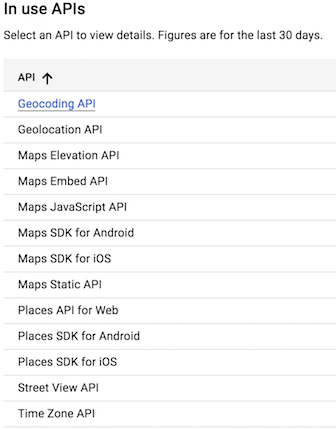 In use APIs
Select an API to view details. Figures are for the last 30 days.
API ↑
Geocoding API
Geolocation API
Maps Elevation API
Maps Embed API
Maps JavaScript API
Maps SDK for Android
Maps SDK for iOS
Maps Static API
Places API for Web
Places SDK for Android
Places SDK for iOS
Street View API
Time Zone API